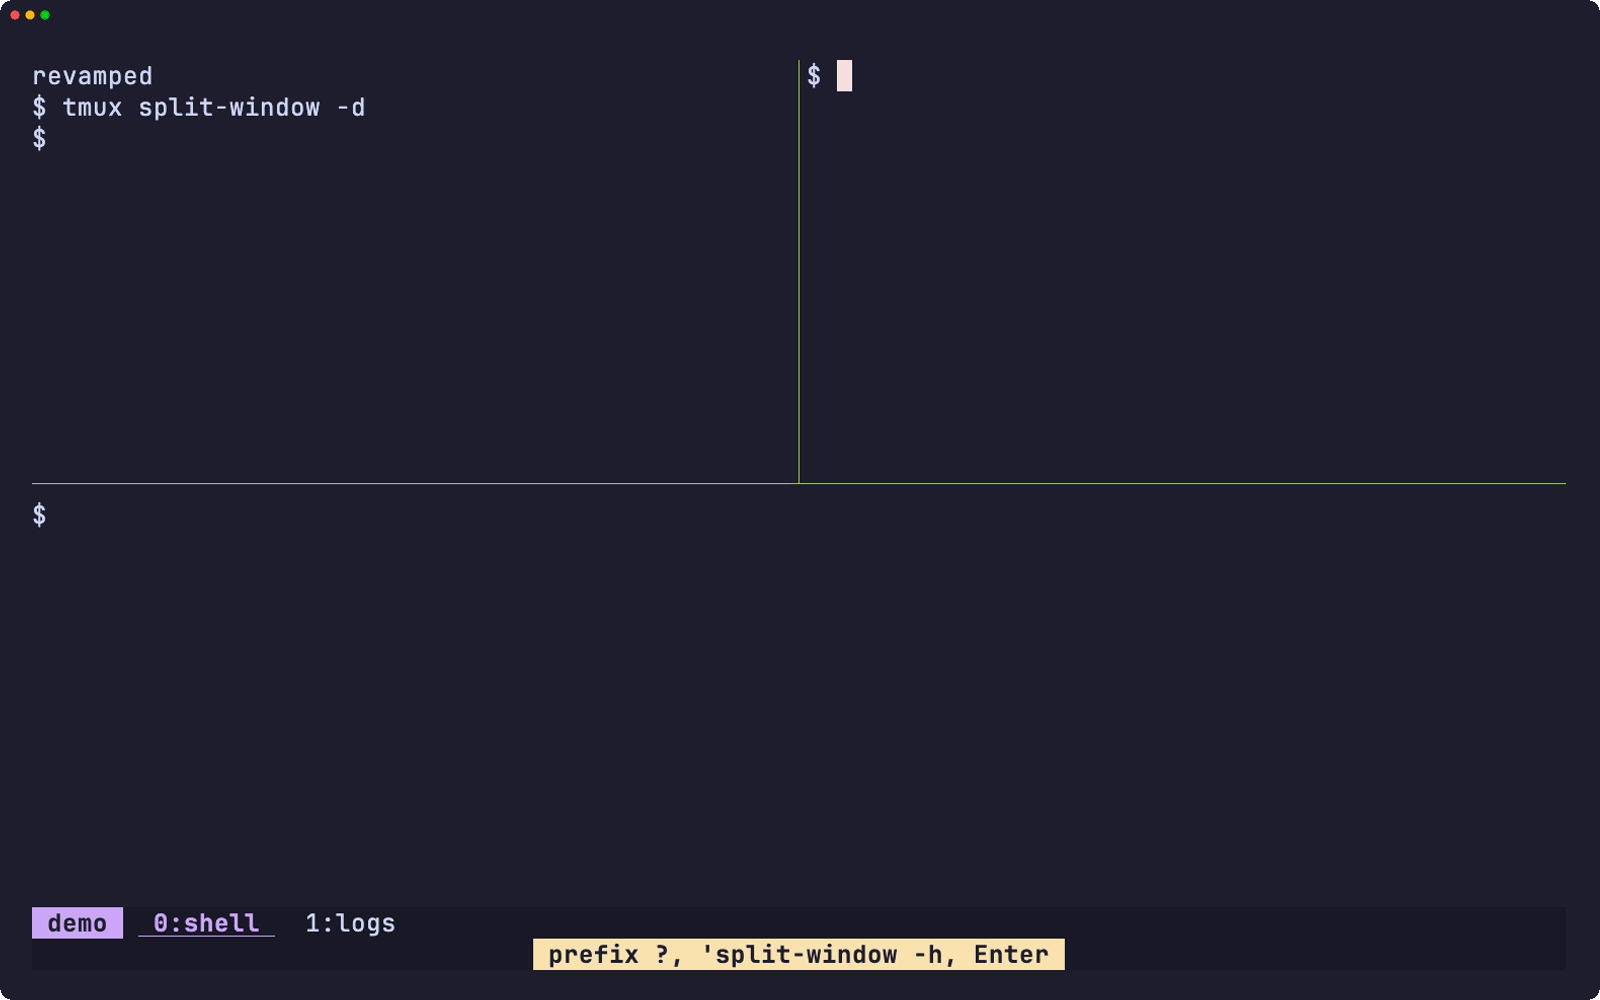 revamped
$ tmux split-window -d
$
$
$
demo 0:shell 1:logs
prefix ?, 'split-window -h, Enter